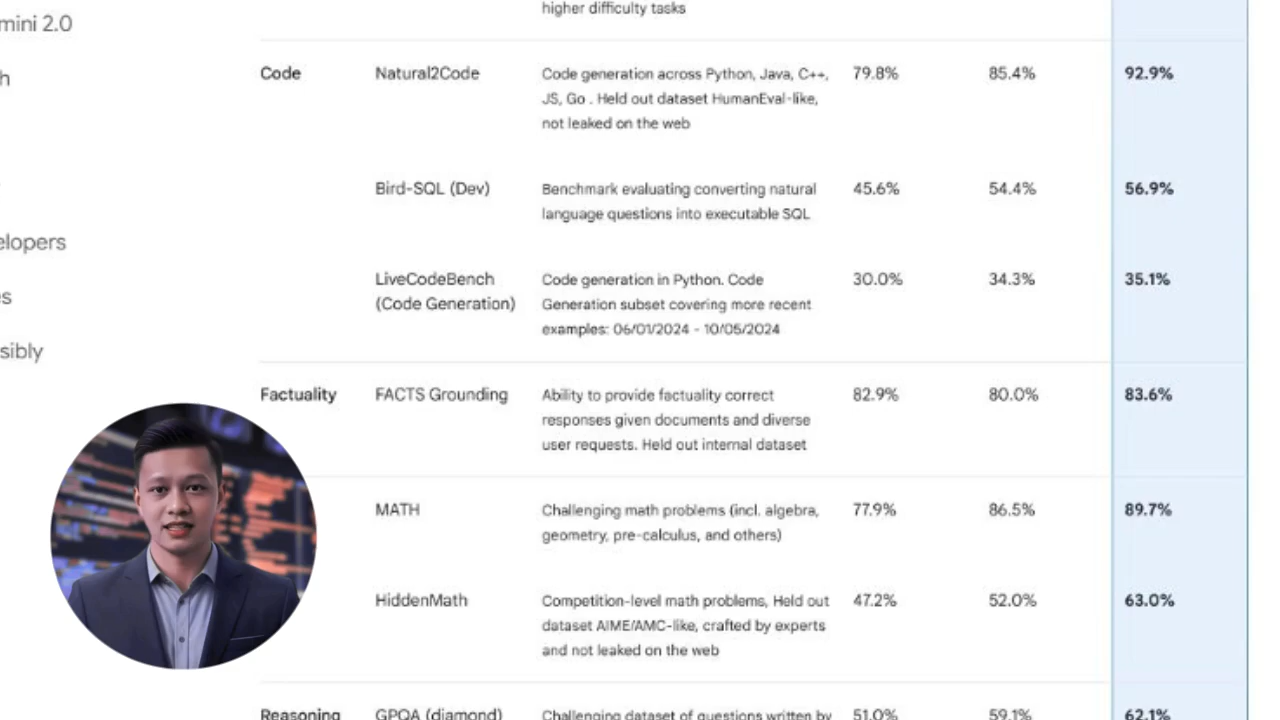 mini 2.0
h
elopers
es
sibly
higher difficulty tasks
Code Natural2Code Code generation across Python, Java, C++, 79.8% 85.4% 92.9%
JS, Go . Held out dataset HumanEval-like,
not leaked on the web
Bird-SQL (Dev) Benchmark evaluating converting natural 45.6% 54.4% 56.9%
language questions into executable SQL
LiveCodeBench Code generation in Python. Code 30.0% 34.3% 35.1%
(Code Generation) Generation subset covering more recent
examples: 06/01/2024 - 10/05/2024
Factuality FACTS Grounding Ability to provide factuality correct 82.9% 80.0% 83.6%
responses given documents and diverse
user requests. Held out internal dataset
MATH Challenging math problems (incl. algebra, 77.9% 86.5% 89.7%
geometry, pre-calculus, and others)
HiddenMath Competition-level math problems, Held out 47.2% 52.0% 63.0%
dataset AIME/AMC-like, crafted by experts
and not leaked on the web
Reasoning GPQA (diamond) Challenging dataset of questions written by 51.0% 59.1% 62.1%